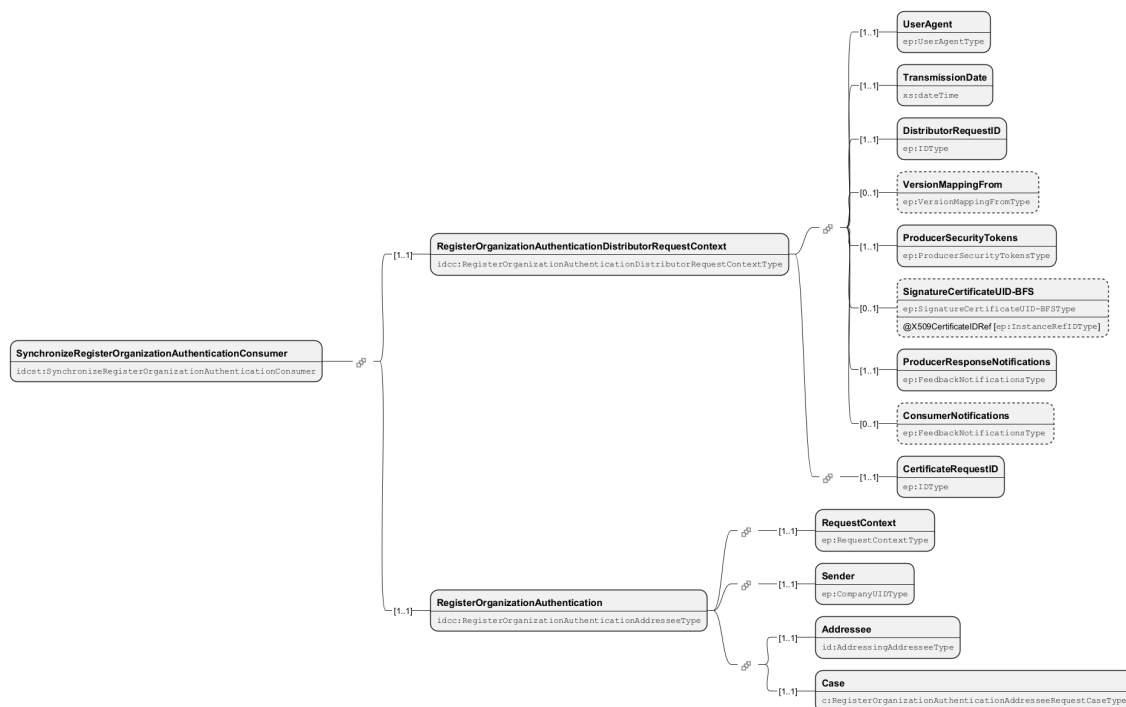 UserAgent
[1..1]
ep:UserAgentType
TransmissionDate
[1..1]
xs:dateTime
DistributorRequestID
[1..1]
ep:IDType
VersionMappingFrom
[0..1]
ep:VersionMappingFromType
RegisterOrganizationAuthenticationDistributorRequestContext
[1..1]
idcc:RegisterOrganizationAuthenticationDistributorRequestContextType
ProducerSecurityTokens
[1..1]
ep:ProducerSecurityTokensType
SignatureCertificateUID-BFS
[0..1]
ep:SignatureCertificateUID-BFSType
@X509CertificateIDRef [ep:InstanceRefIDType]
SynchronizeRegisterOrganizationAuthenticationConsumer
idcst:SynchronizeRegisterOrganizationAuthenticationConsumer
ProducerResponseNotifications
[1..1]
ep:FeedbackNotificationsType
ConsumerNotifications
[0..1]
ep:FeedbackNotificationsType
CertificateRequestID
[1..1]
ep:IDType
RequestContext
[1..1]
ep:RequestContextType
RegisterOrganizationAuthentication
[1..1]
idcc:RegisterOrganizationAuthenticationAddresseeType
Sender
[1..1]
ep:CompanyUIDType
Addressee
[1..1]
id:AddressingAddresseeType
Case
[1..1]
c:RegisterOrganizationAuthenticationAddresseeRequestCaseType